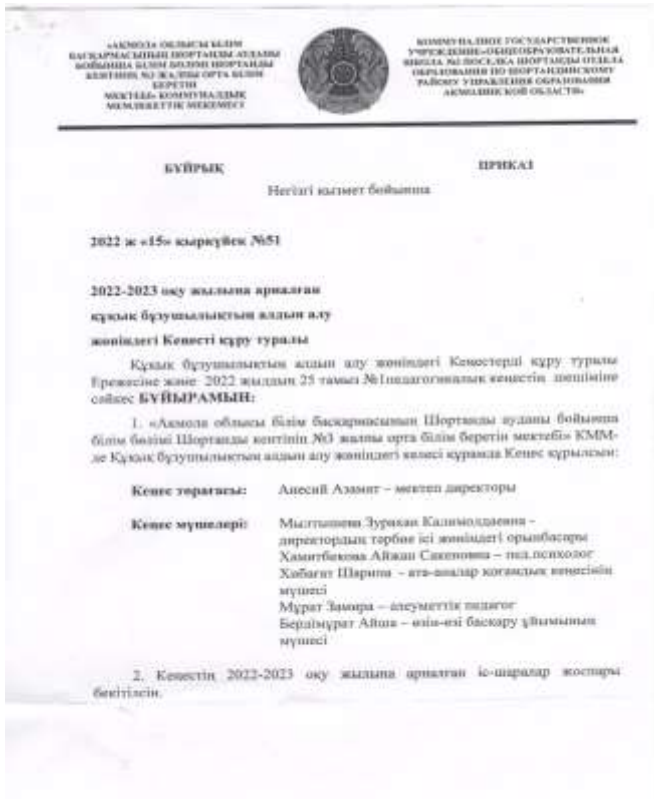 «АҚМОЛА ОБЛЫСЫ БІЛІМ
БАСҚАРМАСЫНЫҢ ШОРТАНДЫ АУДАНЫ
БОЙЫНША БІЛІМ БӨЛІМІ ШОРТАНДЫ
КЕНТІНІҢ №3 ЖАЛПЫ ОРТА БІЛІМ
БЕРЕТІН
МЕКТЕБІ» КОММУНАЛДЫҚ
МЕМЛЕКЕТТІК МЕКЕМЕСІ
КОММУНАЛНОЕ ГОСУДАРСТВЕННОЕ
УЧРЕЖДЕНИЕ«ОБЩЕОБРАЗОВАТЕЛЬНАЯ
ШКОЛА №3 ПОСЕЛКА ШОРТАНДЫ ОТДЕЛА
ОБРАЗОВАНИЯ ПО ШОРТАНДИНСКОМУ
РАЙОНУ УПРАВЛЕНИЯ ОБРАЗОВАНИЯ
АКМОЛИНСКОЙ ОБЛАСТИ»
БҰЙРЫҚ
ПРИКАЗ
Негізгі қызмет бойынша
2022 ж «15» қыркүйек №51
2022-2023 оқу жылына арналған
құқық бұзушылықтың алдын алу
жөніндегі Кеңесті құру туралы
Құқық бұзушылықтың алдын алу жөніндегі Кеңестерді құру туралы
Ережесіне және 2022 жылдың 25 тамыз №1педагогикалық кеңестің шешіміне
сәйкес БҰЙЫРАМЫН:
1. «Ақмола облысы білім басқармасының Шортанды ауданы бойынша
білім бөлімі Шортанды кентінің №3 жалпы орта білім беретін мектебі» КММ-
де Құқық бұзушылықтың алдын алу жөніндегі келесі құрамда Кеңес құрылсын:
Кеңес төрағасы: Анесий Азамат – мектеп директоры
Кеңес мүшелері: Мылтышева Зурахан Калимолдаевна -
директордың тәрбие ісі жөніндегі орынбасары
Хамитбекова Айжан Сакеновна – пед.психолог
Хабағат Шарипа - ата-аналар қоғамдық кеңесінің
мүшесі
Мұрат Замира – әлеуметтік педагог
Бердімұрат Айша – өзін-өзі басқару ұйымының
мүшесі
2. Кеңестің 2022-2023 оқу жылына арналған іс-шаралар жоспары
бекітілсін.